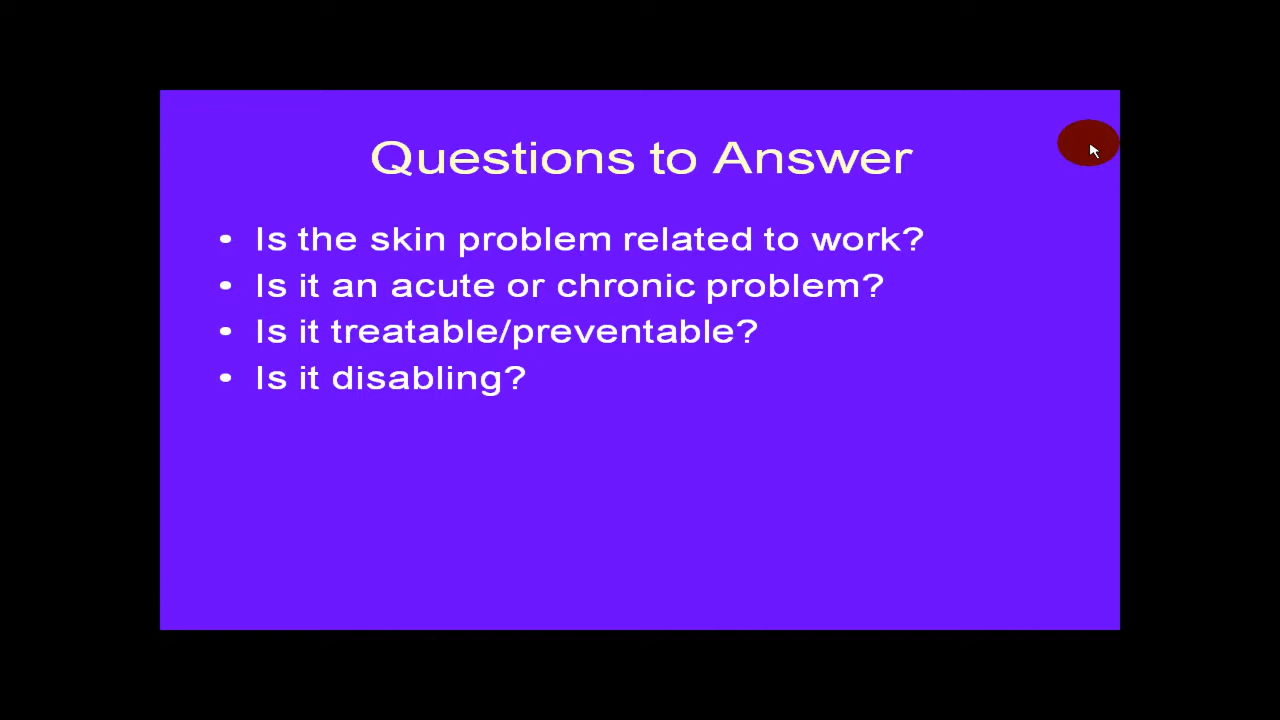 Questions to Answer
• Is the skin problem related to work?
• Is it an acute or chronic problem?
• Is it treatable/preventable?
• Is it disabling?